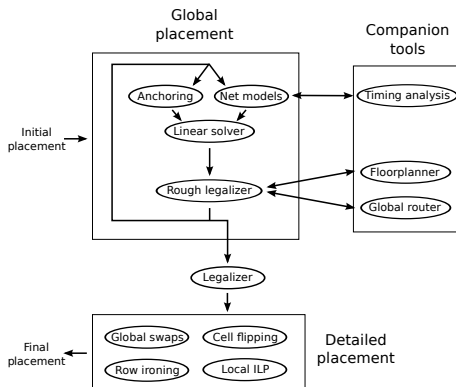 Global
placement
Companion
tools
Anchoring
Net models
Timing analysis
Linear solver
Initial
placement
Rough legalizer
Floorplanner
Global router
Legalizer
Global swaps
Cell flipping
Row ironing
Local ILP
Final
placement
Detailed
placement